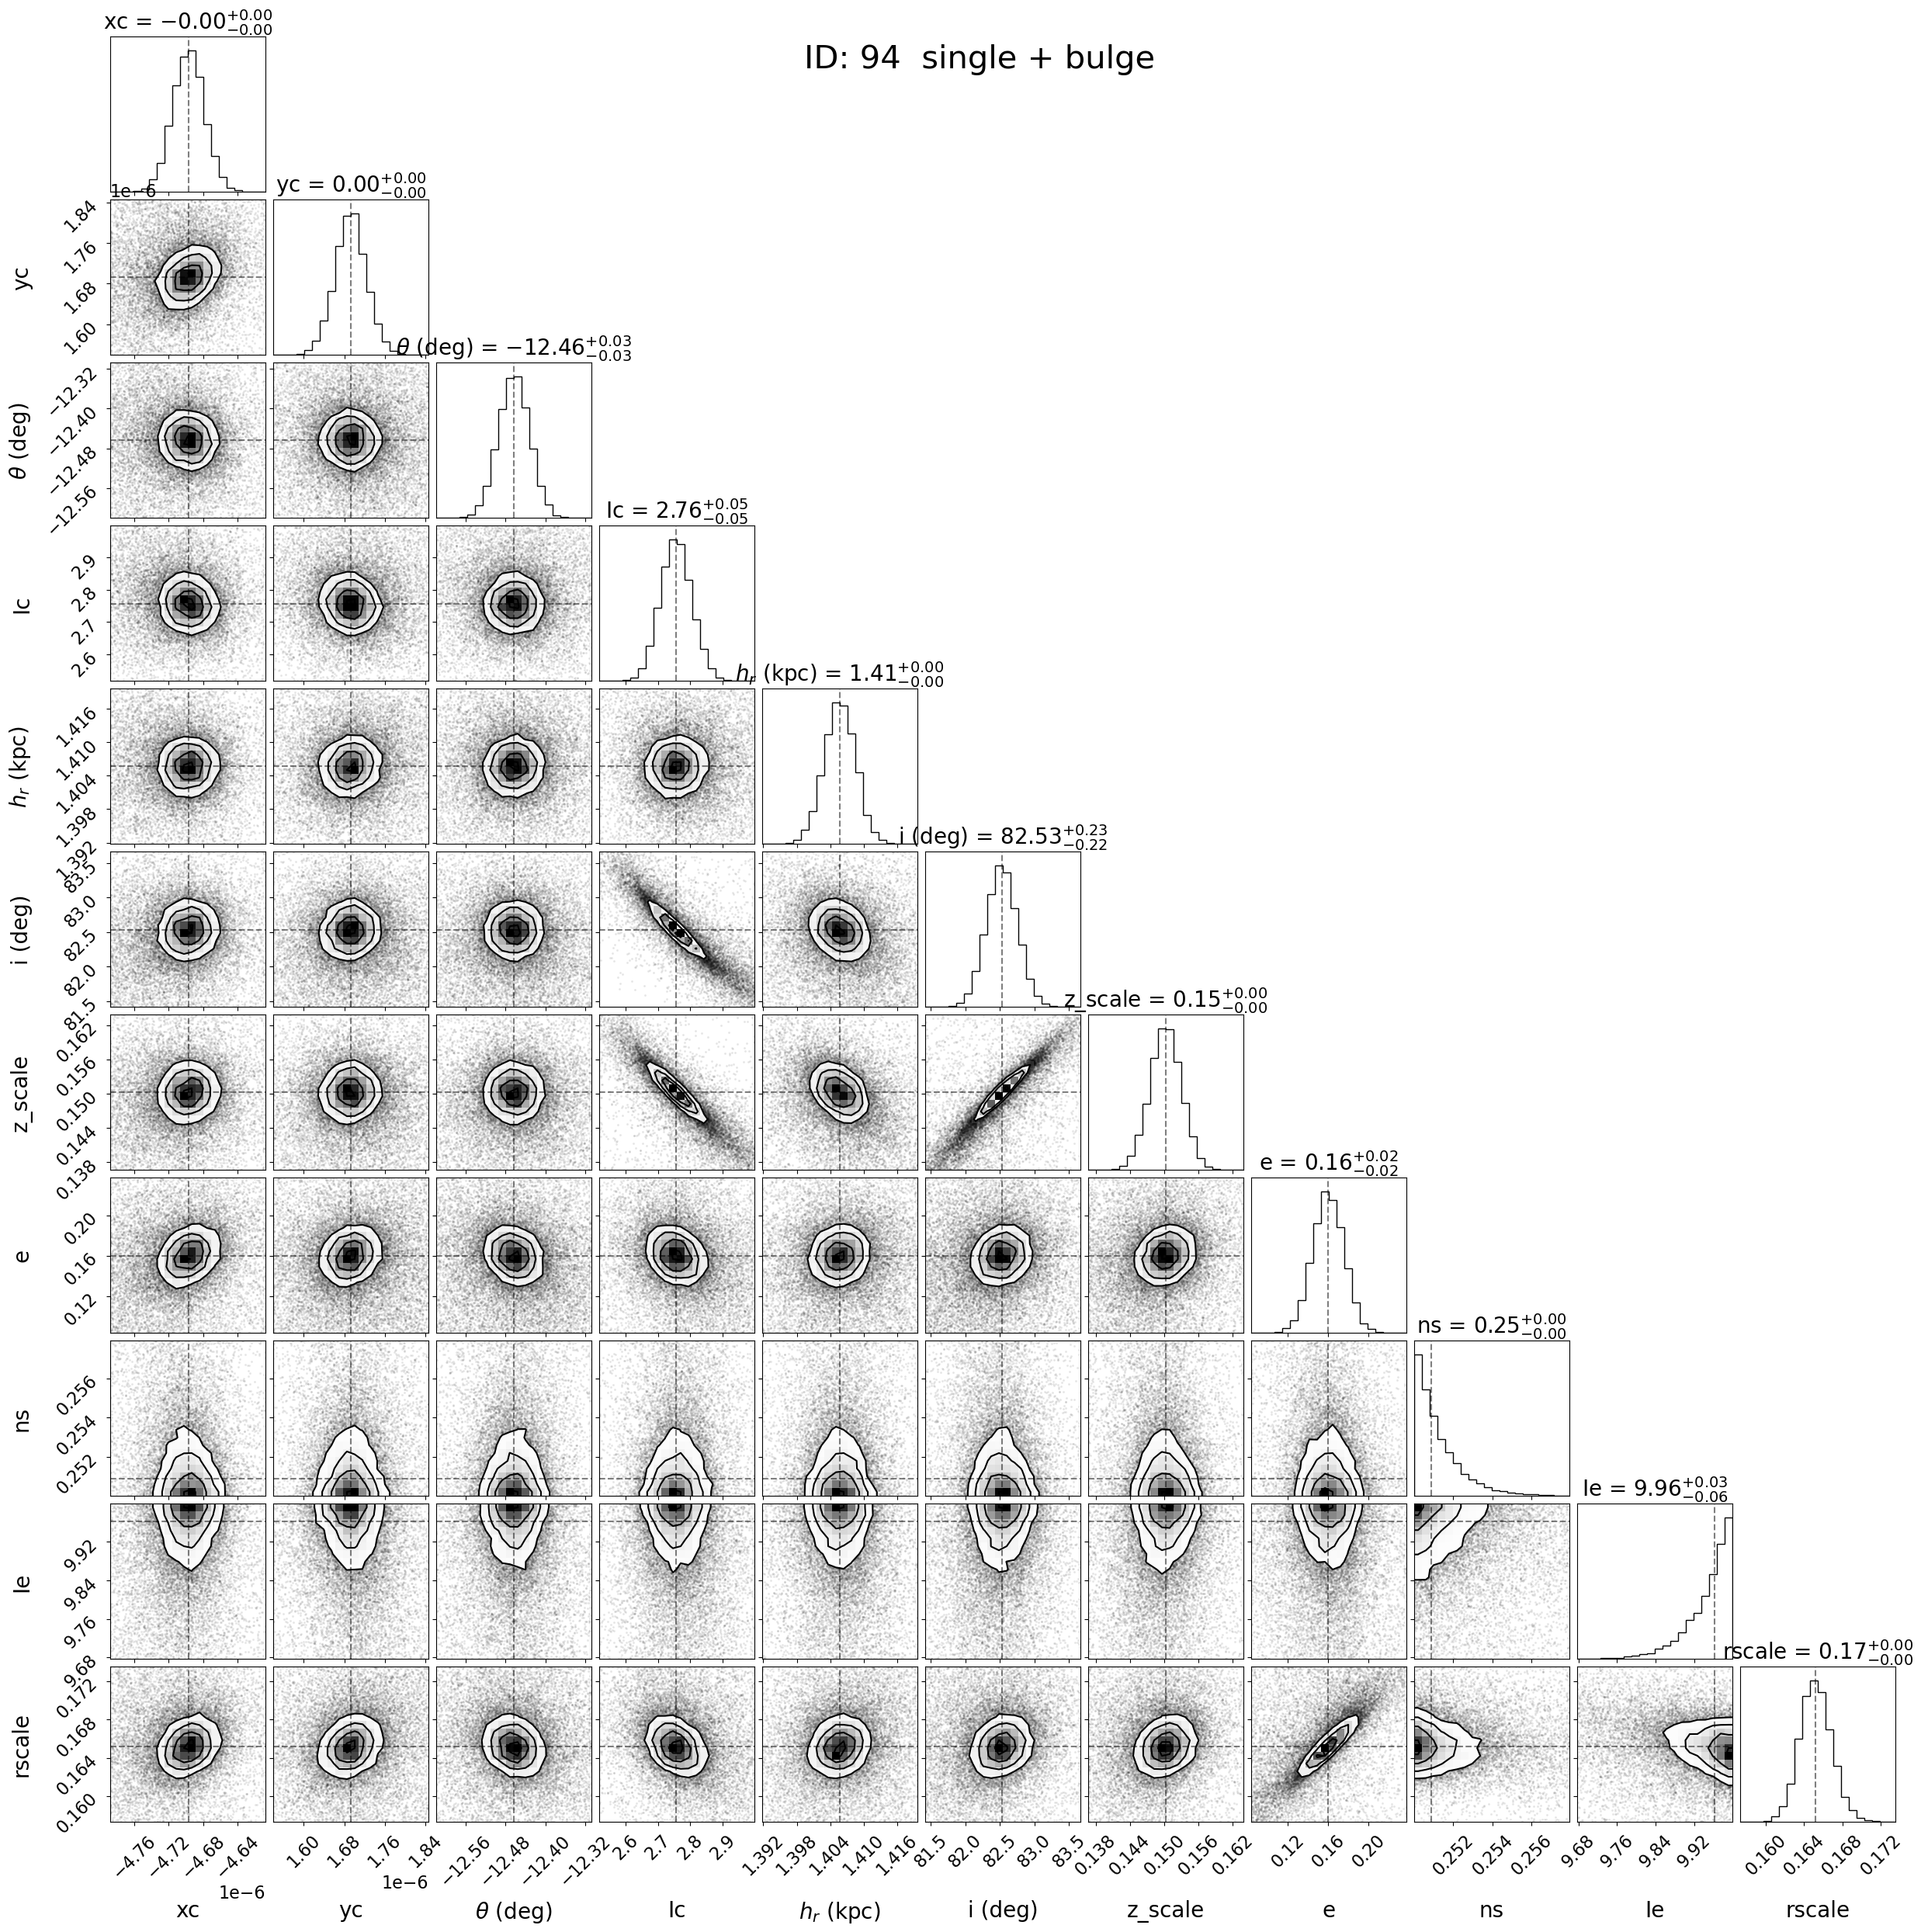 ID: 94  single + bulge
xc = −0.00+0.00−0.00
1e−6
yc = 0.00+0.00−0.00
yc
1.84
1.76
1.68
1.60
θ (deg) = −12.46+0.03−0.03
θ (deg)
−12.32
−12.40
−12.48
−12.56
Ic = 2.76+0.05−0.05
Ic
2.9
2.8
2.7
2.6
hr (kpc) = 1.41+0.00−0.00
hr (kpc)
1.416
1.410
1.404
1.398
1.392
i (deg) = 82.53+0.23−0.22
i (deg)
83.5
83.0
82.5
82.0
81.5
z_scale = 0.15+0.00−0.00
z_scale
0.162
0.156
0.150
0.144
0.138
e = 0.16+0.02−0.02
e
0.20
0.16
0.12
ns = 0.25+0.00−0.00
ns
0.256
0.254
0.252
Ie = 9.96+0.03−0.06
Ie
9.92
9.84
9.76
9.68
rscale = 0.17+0.00−0.00
rscale
0.172
0.168
0.164
0.160
−4.76 −4.72 −4.68 −4.64 1.60 1.68 1.76 1.84 −12.56 −12.48 −12.40 −12.32 2.6 2.7 2.8 2.9 1.392 1.398 1.404 1.410 1.416 81.5 82.0 82.5 83.0 83.5 0.138 0.144 0.150 0.156 0.162 0.12 0.16 0.20 0.252 0.254 0.256 9.68 9.76 9.84 9.92 0.160 0.164 0.168 0.172
1e−6 1e−6
xc yc θ (deg) Ic hr (kpc) i (deg) z_scale e ns Ie rscale